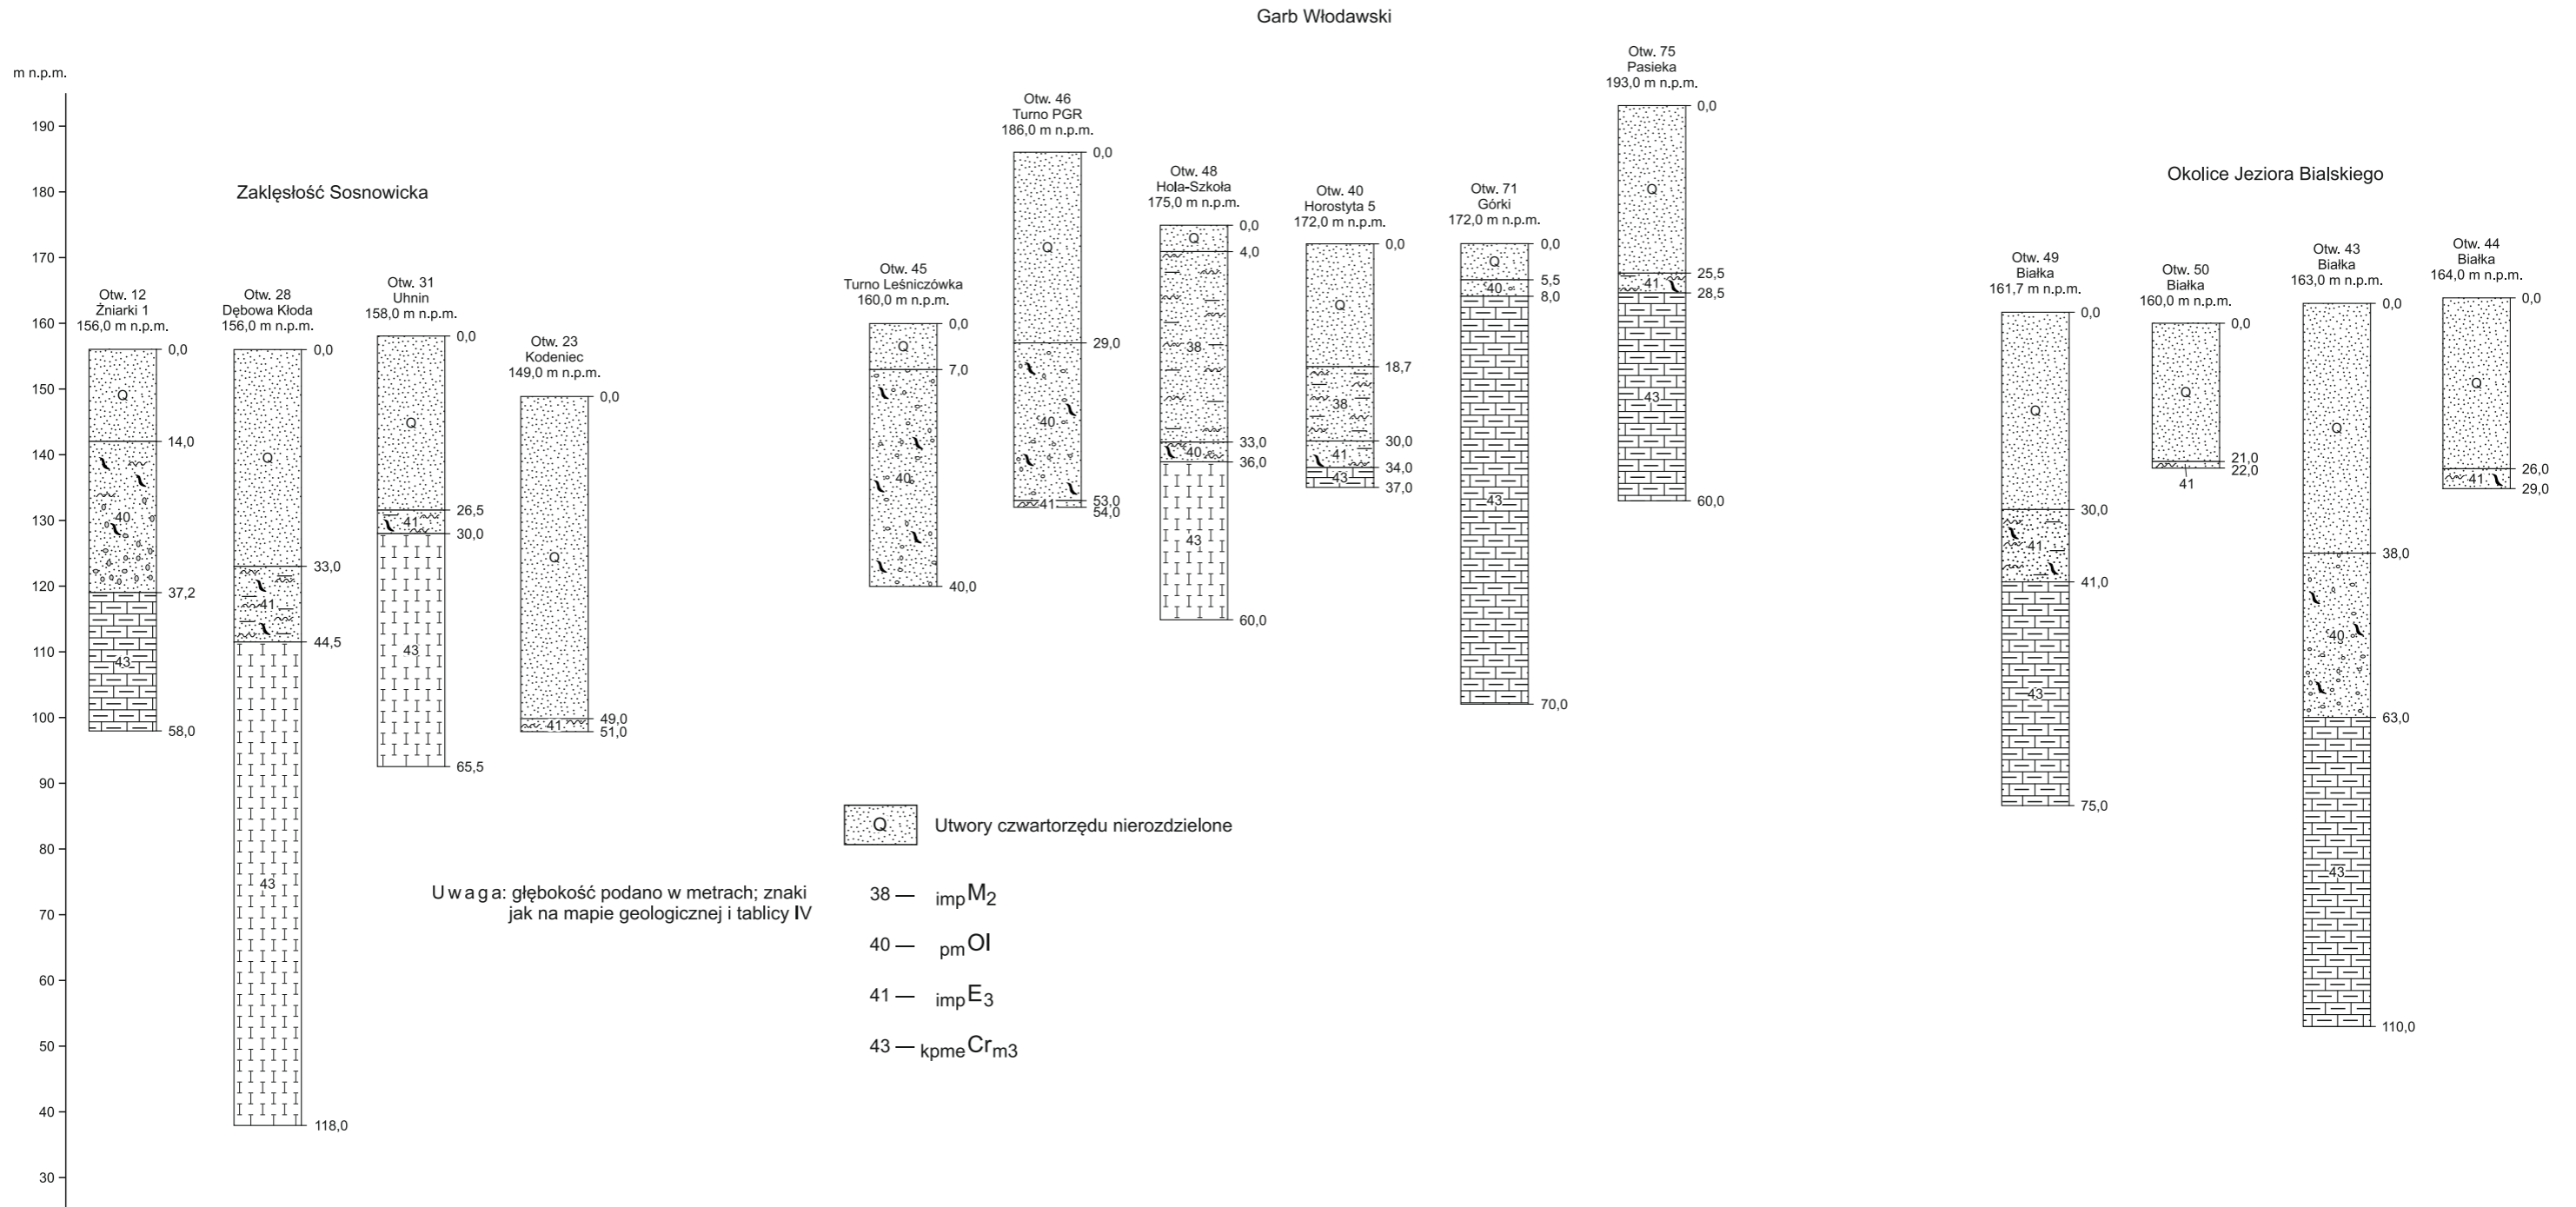 Garb Włodawski
m n.p.m.
190
180
170
160
150
140
130
120
110
100
90
80
70
60
50
40
30
Zaklęsłość Sosnowicka
Otw. 12
Żniarki 1
156,0 m n.p.m.
0,0
Q
14,0
40
37,2
43
58,0
Otw. 28
Dębowa Kłoda
156,0 m n.p.m.
0,0
Q
33,0
41
44,5
43
118,0
Otw. 31
Uhnin
158,0 m n.p.m.
0,0
Q
26,5
41
30,0
43
65,5
Otw. 23
Kodeniec
149,0 m n.p.m.
0,0
Q
49,0
41
51,0
Otw. 45
Turno Leśniczówka
160,0 m n.p.m.
0,0
Q
7,0
40
40,0
Otw. 46
Turno PGR
186,0 m n.p.m.
0,0
Q
29,0
40
53,0
41
54,0
Otw. 48
Hola-Szkoła
175,0 m n.p.m.
0,0
Q
4,0
38
33,0
40
36,0
43
60,0
Otw. 40
Horostyta 5
172,0 m n.p.m.
0,0
Q
18,7
38
30,0
41
34,0
43
37,0
Otw. 71
Górki
172,0 m n.p.m.
0,0
Q
5,5
40
8,0
43
70,0
Otw. 75
Pasieka
193,0 m n.p.m.
0,0
Q
25,5
41
28,5
43
60,0
Okolice Jeziora Bialskiego
Otw. 49
Białka
161,7 m n.p.m.
0,0
Q
30,0
41
41,0
43
75,0
Otw. 50
Białka
160,0 m n.p.m.
0,0
Q
21,0
22,0
41
Otw. 43
Białka
163,0 m n.p.m.
0,0
Q
38,0
40
63,0
43
110,0
Otw. 44
Białka
164,0 m n.p.m.
0,0
Q
26,0
41
29,0
Q Utwory czwartorzędu nierozdzielone
Uwaga: głębokość podano w metrach; znaki
jak na mapie geologicznej i tablicy IV
38 — impM2
40 — pmOl
41 — impE3
43 — kpmeCrm3